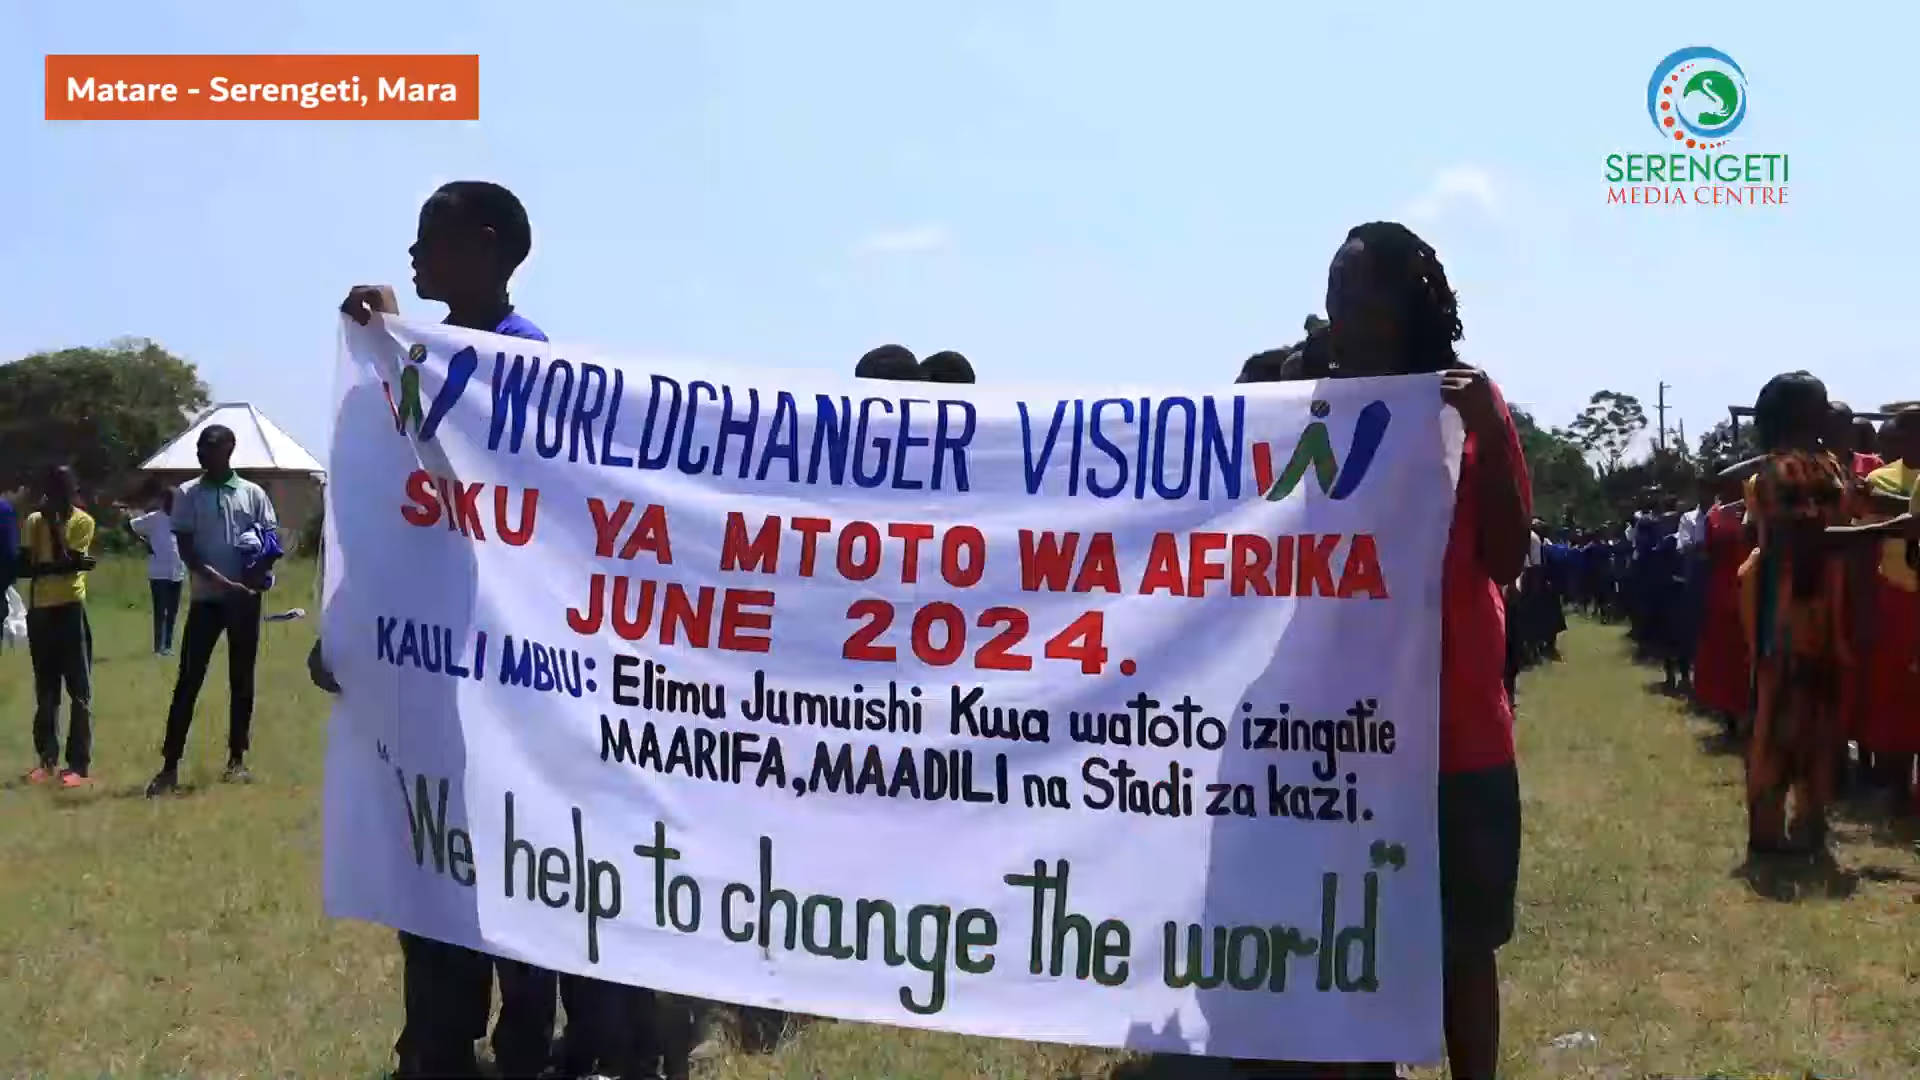 Matare - Serengeti, Mara
SERENGETI
MEDIA CENTRE
WORLDCHANGER VISION
SIKU YA MTOTO WA AFRIKA
JUNE 2024.
KAULI MBIU: Elimu Jumuishi Kwa watoto izingatie
MAARIFA, MAADILI na Stadi za kazi.
"We help to change the world"